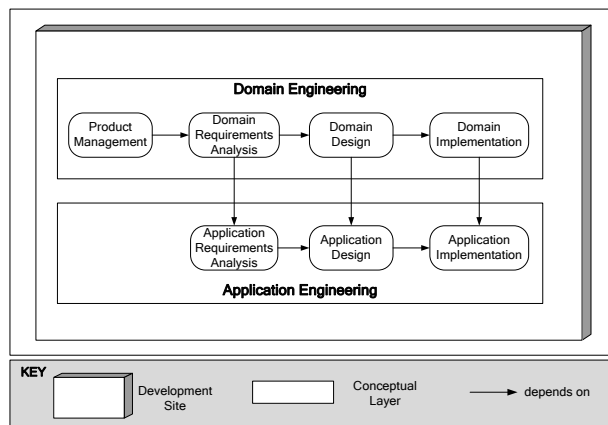 Domain Engineering
Product
Management
Domain
Requirements
Analysis
Domain
Design
Domain
Implementation
Application
Requirements
Analysis
Application
Design
Application
Implementation
Application Engineering
KEY
Development
Site
Conceptual
Layer
depends on